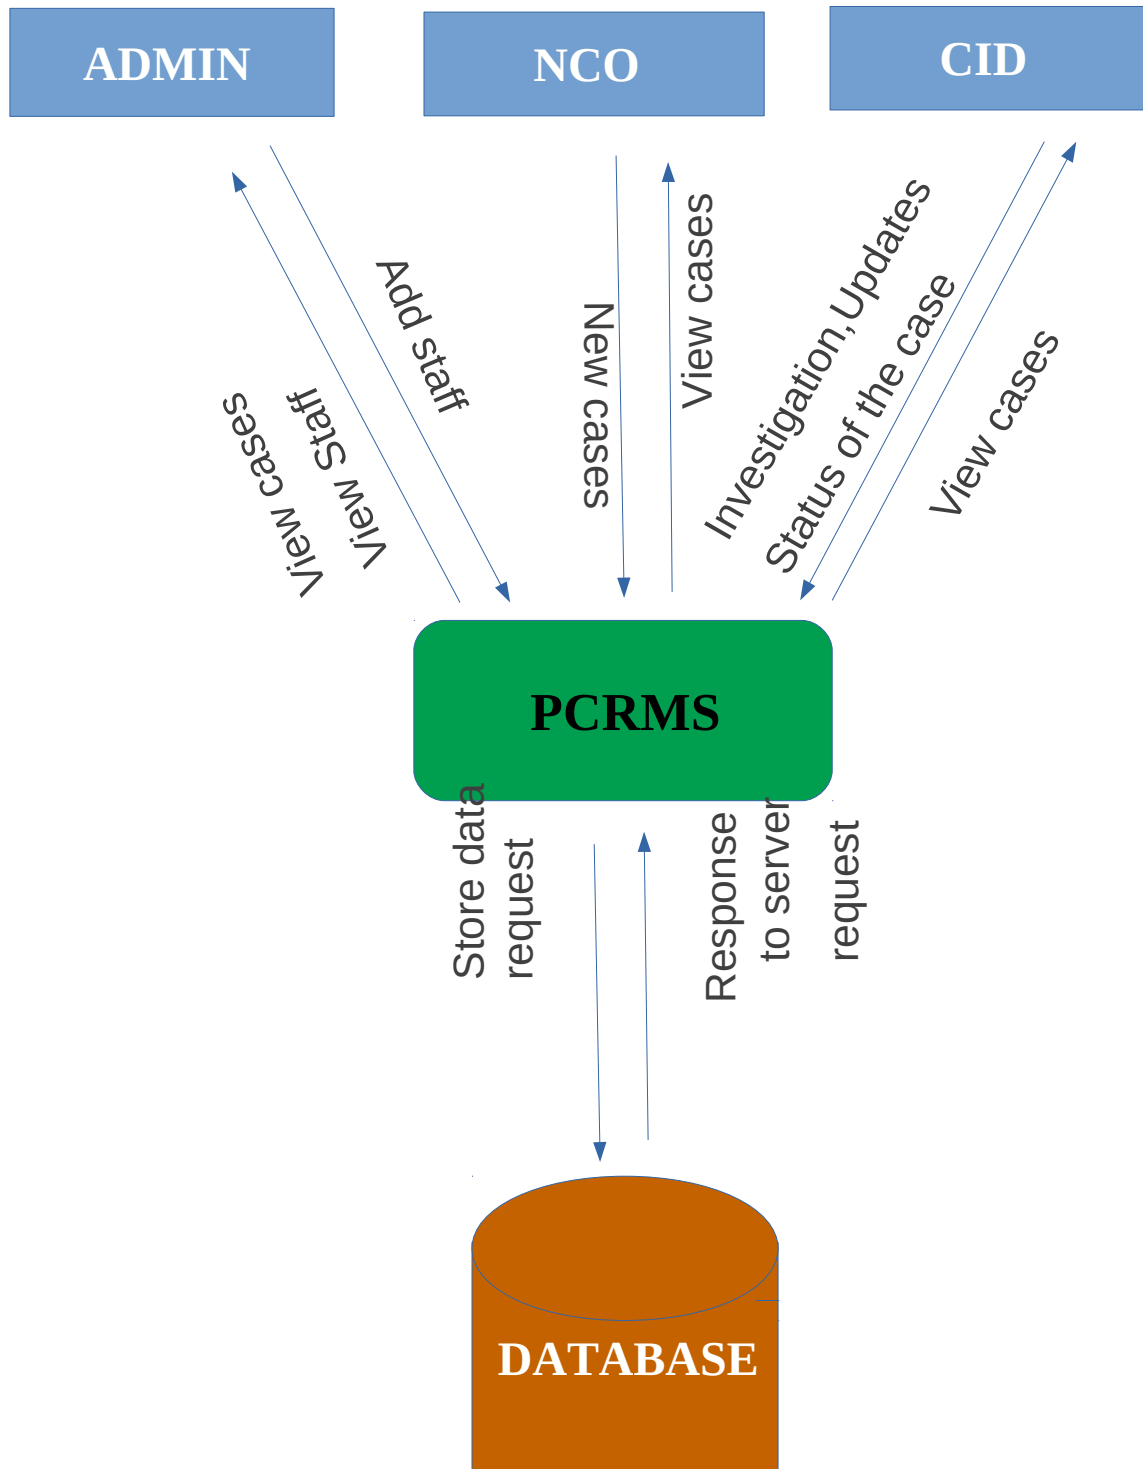 ADMIN
NCO
CID
Add staff
View Staff
View cases
New cases
View cases
Investigation,Updates
Status of the case
View cases
PCRMS
Store data
request
Response
to server
request
DATABASE